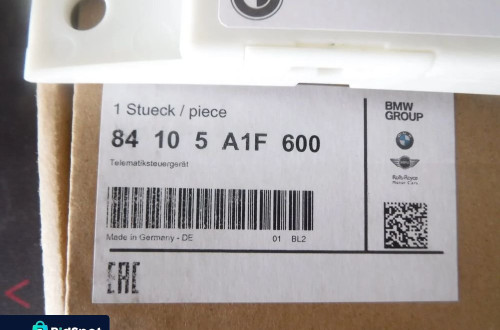 1 Stueck / piece
84 10 5 A1F 600
Telematiksteuergerät
Made in Germany - DE 01 BL2
EAC
BMW
GROUP
Rolls-Royce
Motor Cars
BidSpot